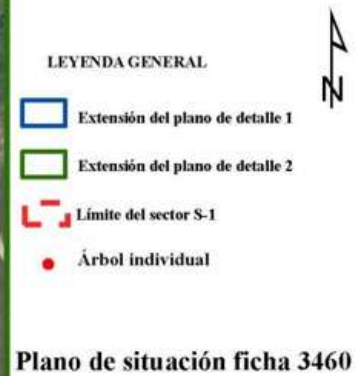 N
LEYENDA GENERAL
Extensión del plano de detalle 1
Extensión del plano de detalle 2
Límite del sector S-1
Árbol individual
Plano de situación ficha 3460